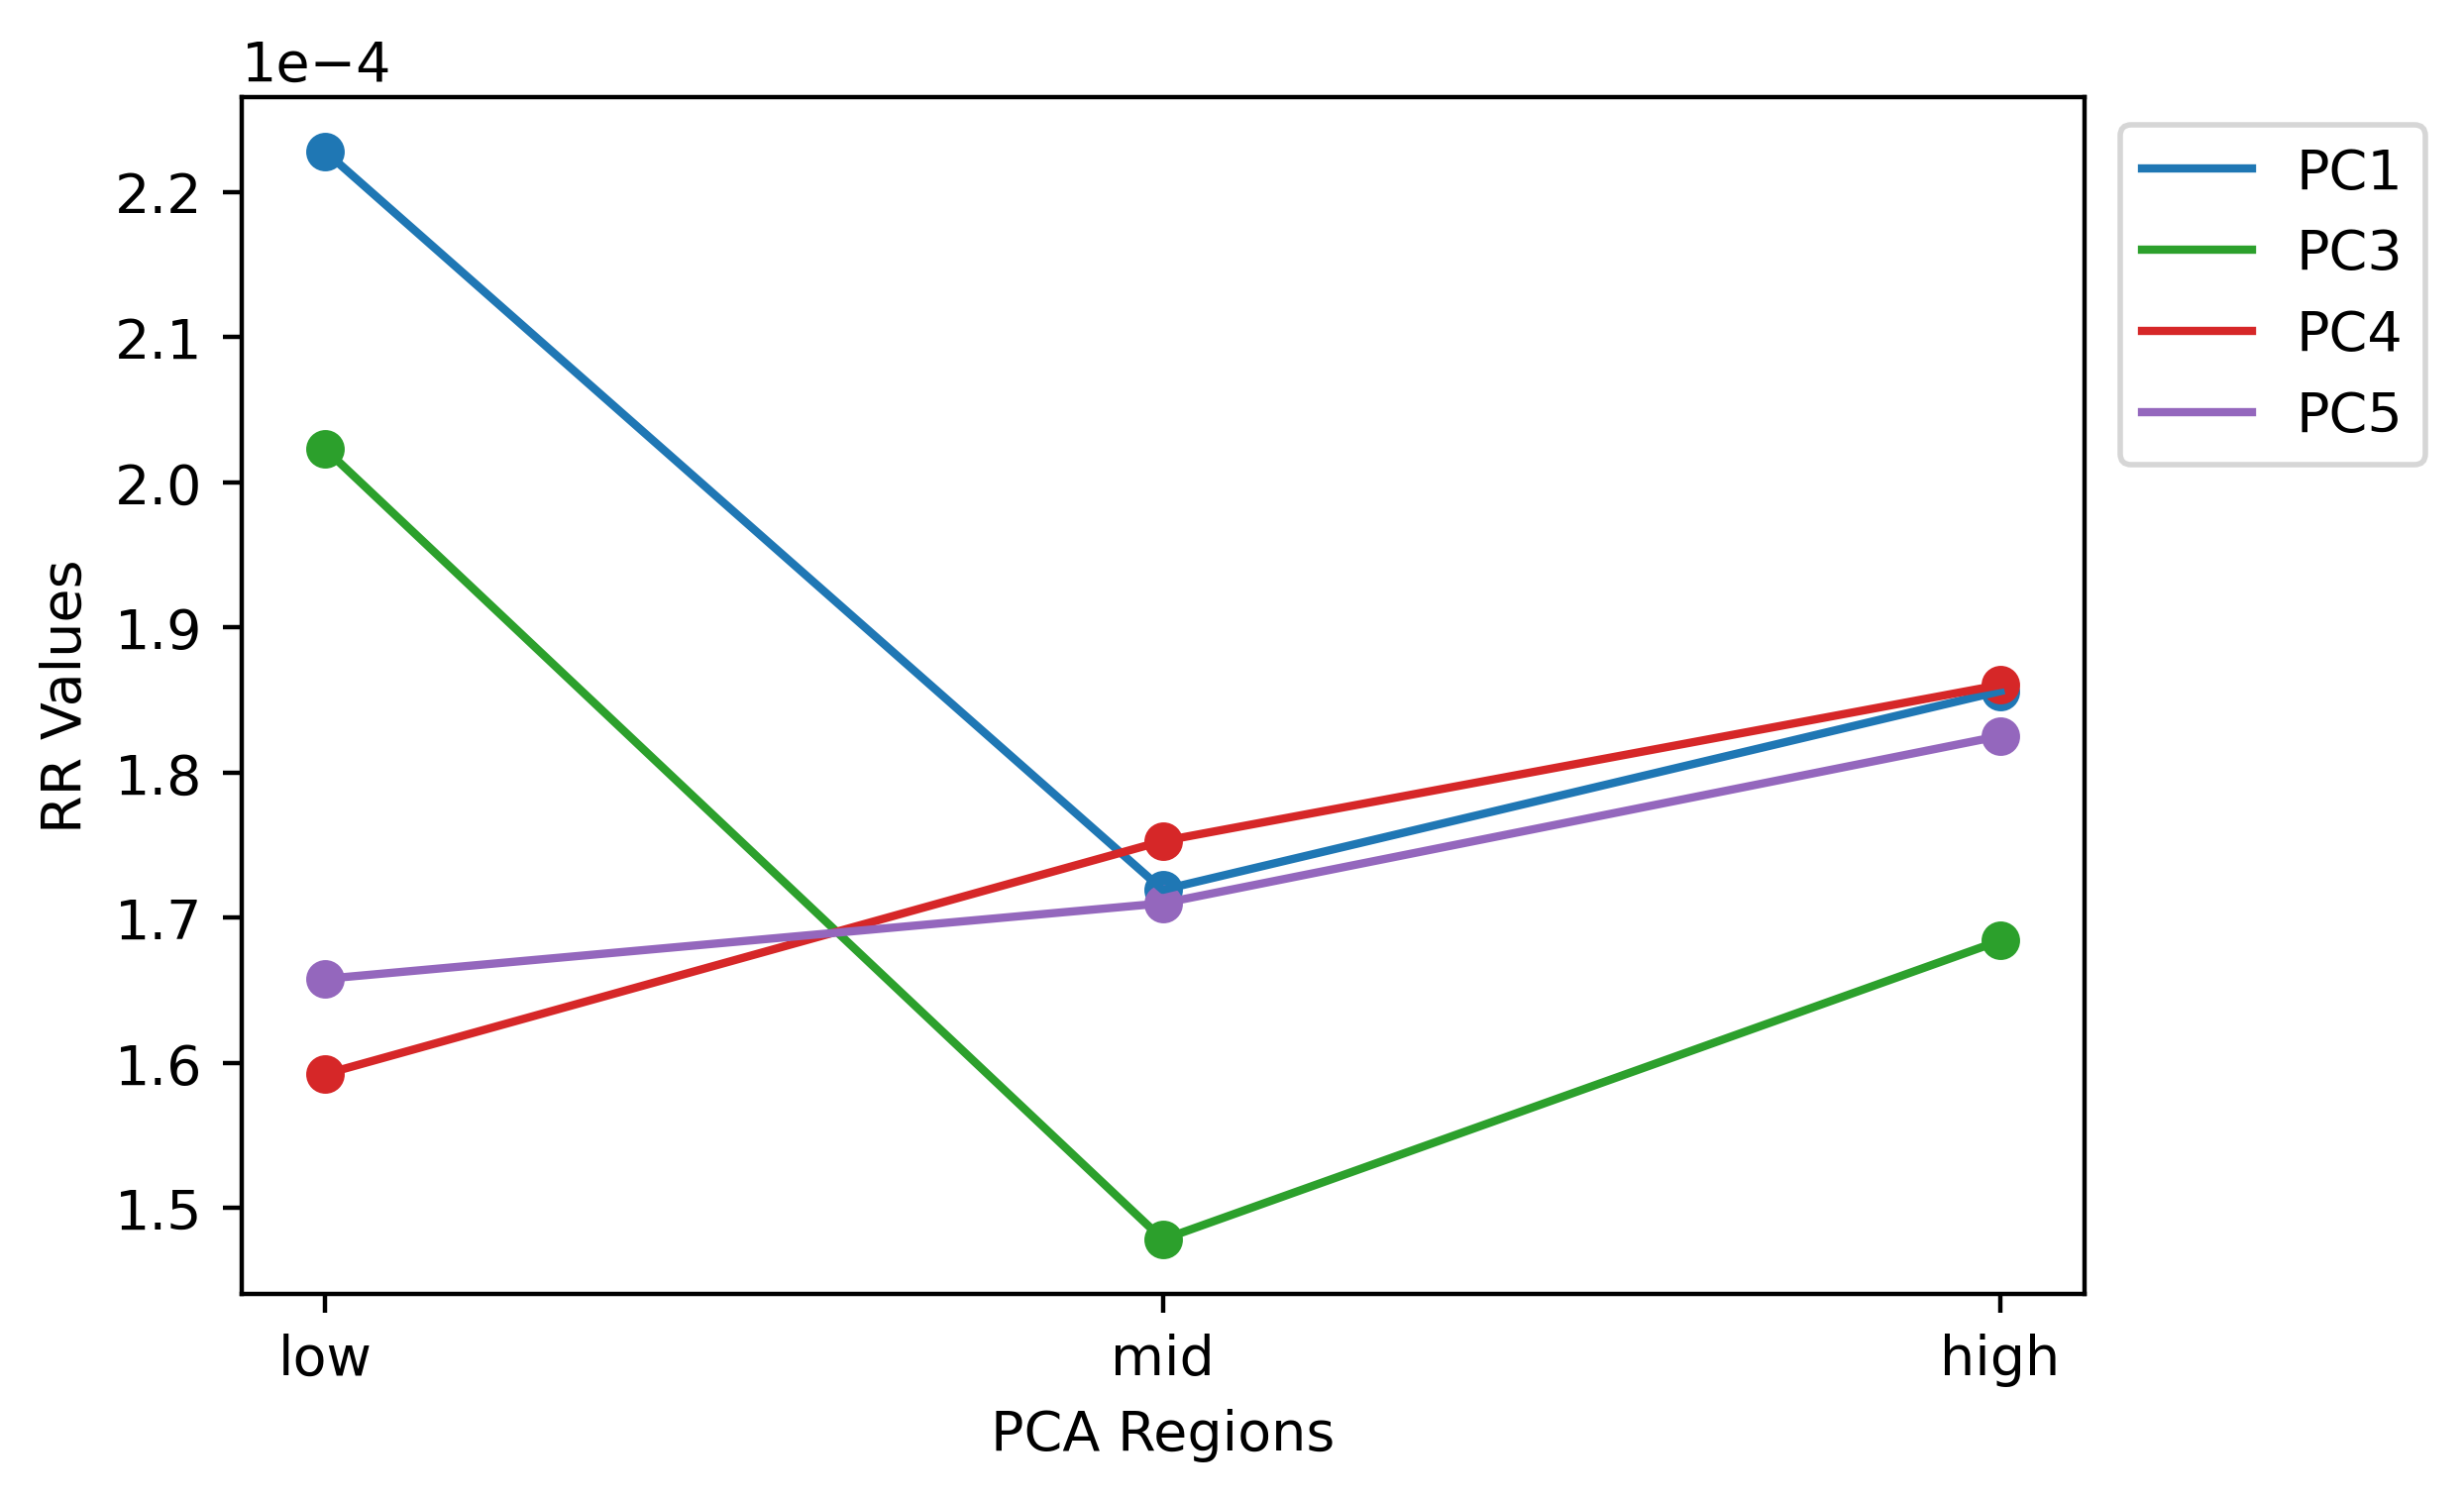 1e−4
2.2
2.1
2.0
1.9
1.8
1.7
1.6
1.5
RR Values
low
mid
high
PCA Regions
PC1
PC3
PC4
PC5